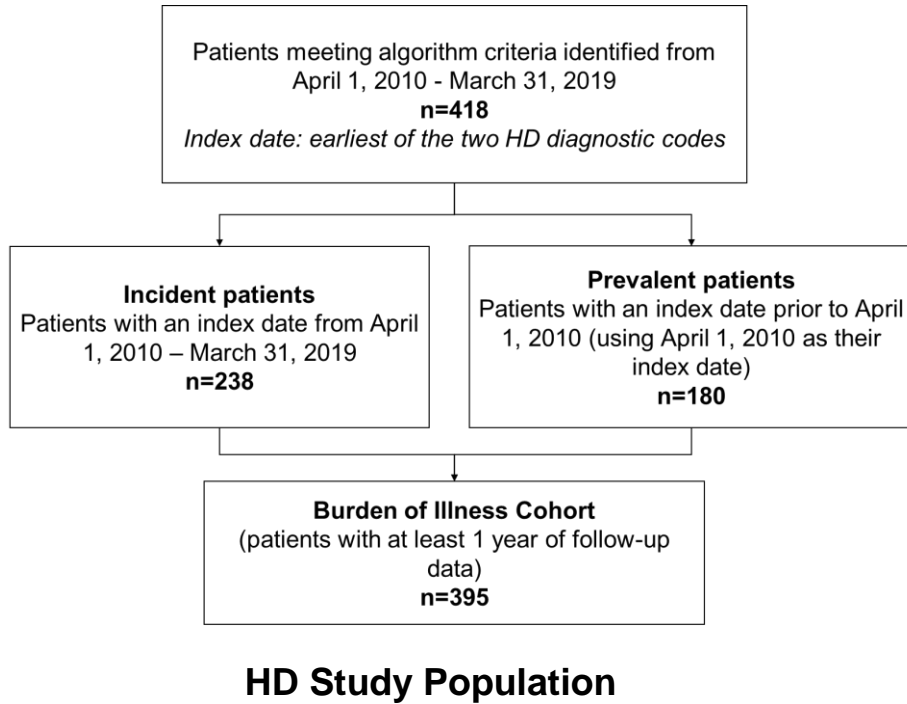 Patients meeting algorithm criteria identified from
April 1, 2010 - March 31, 2019
n=418
Index date: earliest of the two HD diagnostic codes
Incident patients
Patients with an index date from April
1, 2010 – March 31, 2019
n=238
Prevalent patients
Patients with an index date prior to April
1, 2010 (using April 1, 2010 as their
index date)
n=180
Burden of Illness Cohort
(patients with at least 1 year of follow-up
data)
n=395
HD Study Population